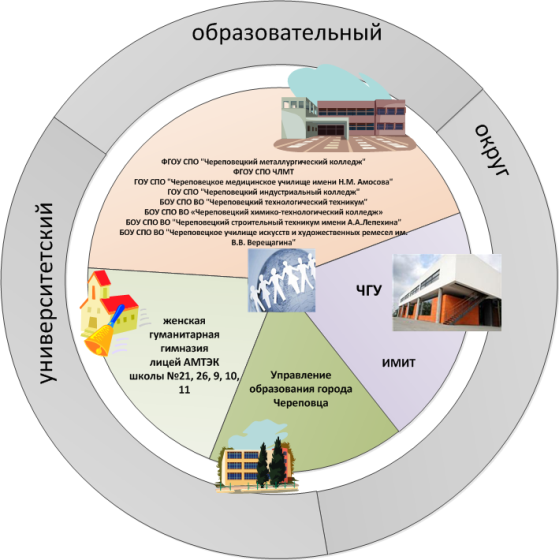 образовательный
округ
университетский
ФГОУ СПО "Череповецкий металлургический колледж"
ФГОУ СПО ЧЛМТ
ГОУ СПО "Череповецкое медицинское училище имени Н.М. Амосова"
ГОУ СПО "Череповецкий индустриальный колледж"
БОУ СПО ВО "Череповецкий технологический техникум"
БОУ СПО ВО «Череповецкий химико-технологический колледж»
БОУ СПО ВО "Череповецкий строительный техникум имени А.А.Лепехина"
БОУ СПО ВО "Череповецкое училище искусств и художественных ремесел им.
В.В. Верещагина"
ЧГУ
ИМИТ
женская
гуманитарная
гимназия
лицей АМТЭК
школы №21, 26, 9, 10,
11
Управление
образования города
Череповца